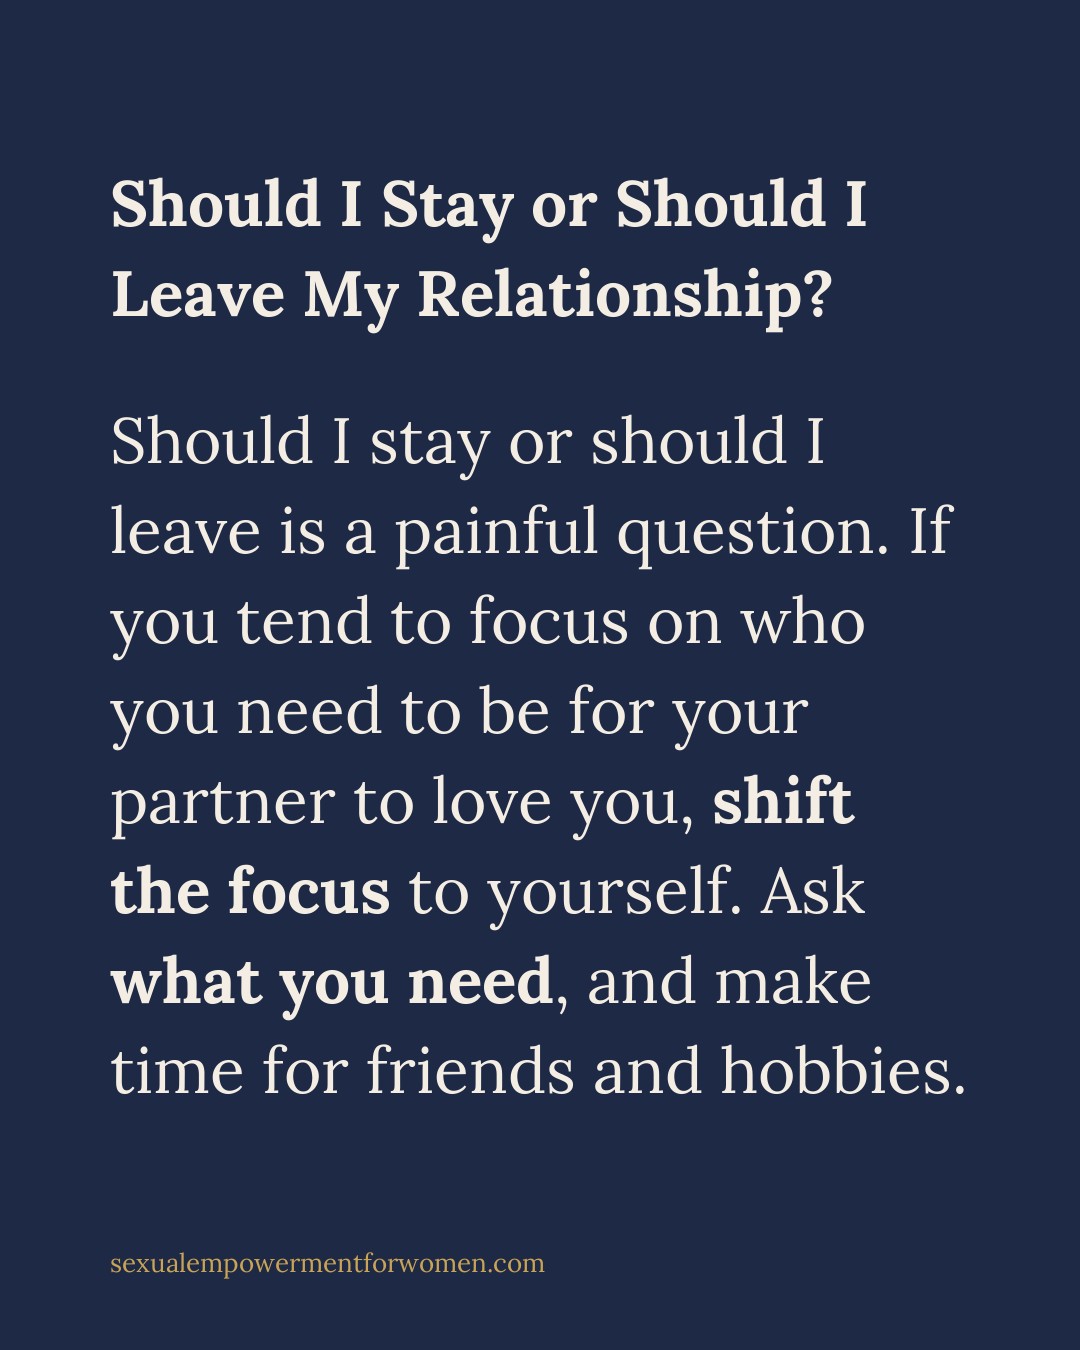 Should I Stay or Should I
Leave My Relationship?
Should I stay or should I
leave is a painful question. If
you tend to focus on who
you need to be for your
partner to love you, shift
the focus to yourself. Ask
what you need, and make
time for friends and hobbies.
sexualempowermentforwomen.com